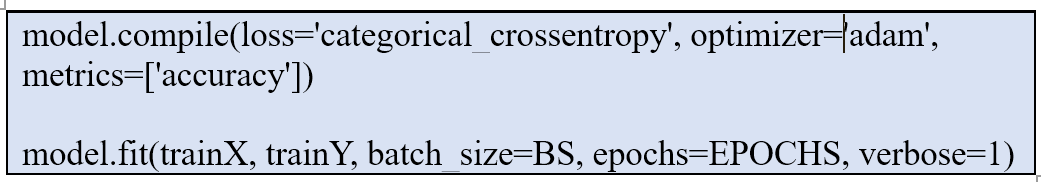 model.compile(loss='categorical_crossentropy', optimizer='adam',
metrics=['accuracy'])
model.fit(trainX, trainY, batch_size=BS, epochs=EPOCHS, verbose=1)